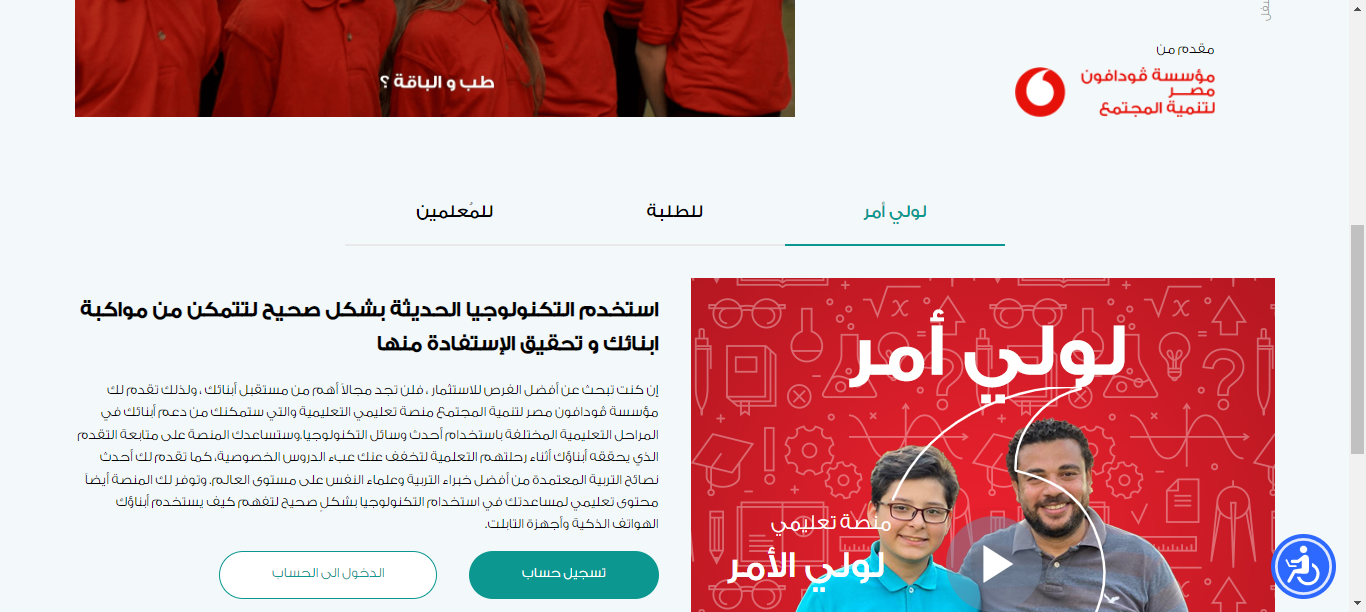 مقدم من
مؤسسة ڤودافون
مصر
لتنمية المجتمع
طب و الباقة ؟
لولي أمر
للطلبة
للمُعلمين
لولي أمر
منصة تعليمي
لولي الأمر
استخدم التكنولوجيا الحديثة بشكل صحيح لتتمكن من مواكبة
ابنائك و تحقيق الإستفادة منها
إن كنت تبحث عن أفضل الفرص للاستثمار ، فلن تجد مجالاً أهم من مستقبل أبنائك ، ولذلك تقدم لك
مؤسسة ڤودافون مصر لتنمية المجتمع منصة تعليمي التعليمية والتي ستمكنك من دعم أبنائك في
المراحل التعليمية المختلفة باستخدام أحدث وسائل التكنولوجيا.وستساعدك المنصة على متابعة التقدم
الذي يحققه أبناؤك أثناء رحلتهم التعلمية لتخفف عنك عبء الدروس الخصوصية، كما تقدم لك أحدث
نصائح التربية المعتمدة من أفضل خبراء التربية وعلماء النفس على مستوى العالم. وتوفر لك المنصة أيضاً
محتوى تعليمي لمساعدتك في استخدام التكنولوجيا بشكلٍ صحيح لتفهم كيف يستخدم أبناؤك
الهواتف الذكية وأجهزة التابلت.
تسجيل حساب
الدخول الى الحساب